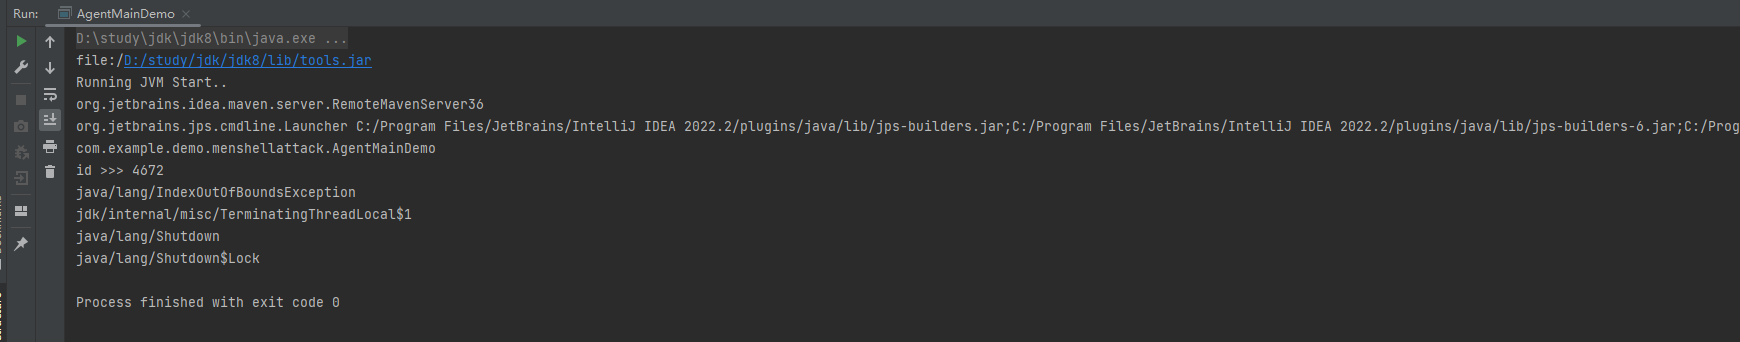 Run: AgentMainDemo
D:\study\jdk\jdk8\bin\java.exe ...
file:/D:/study/jdk/jdk8/lib/tools.jar
Running JVM Start..
org.jetbrains.idea.maven.server.RemoteMavenServer36
org.jetbrains.jps.cmdline.Launcher C:/Program Files/JetBrains/IntelliJ IDEA 2022.2/plugins/java/lib/jps-builders.jar;C:/Program Files/JetBrains/IntelliJ IDEA 2022.2/plugins/java/lib/jps-builders-6.jar;C:/Prog
com.example.demo.menshellattack.AgentMainDemo
id >>> 4672
java/lang/IndexOutOfBoundsException
jdk/internal/misc/TerminatingThreadLocal$1
java/lang/Shutdown
java/lang/Shutdown$Lock
Process finished with exit code 0